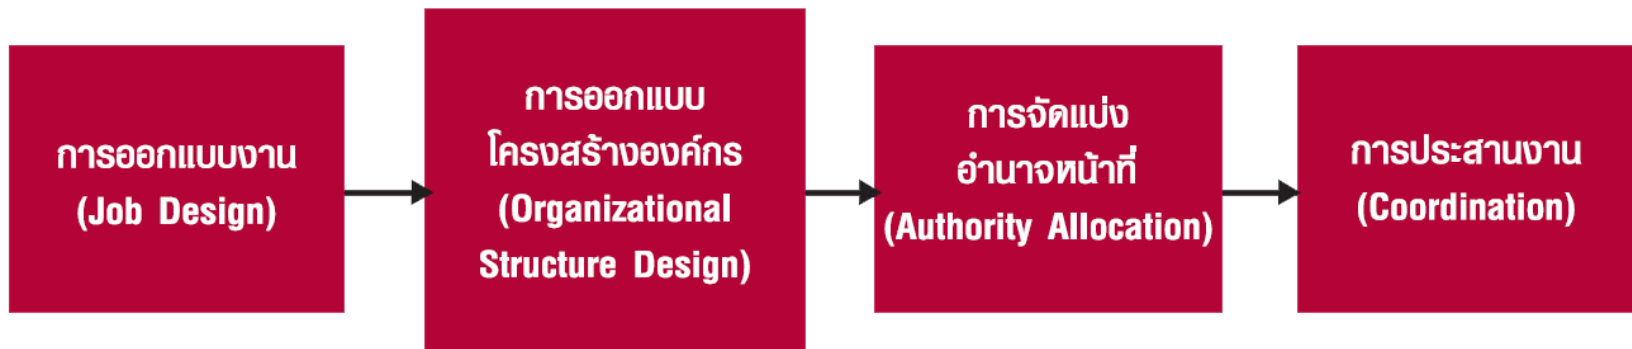 การออกแบบงาน
(Job Design)
การออกแบบ
โครงสร้างองค์กร
(Organizational
Structure Design)
การจัดแบ่ง
อำนาจหน้าที่
(Authority Allocation)
การประสานงาน
(Coordination)